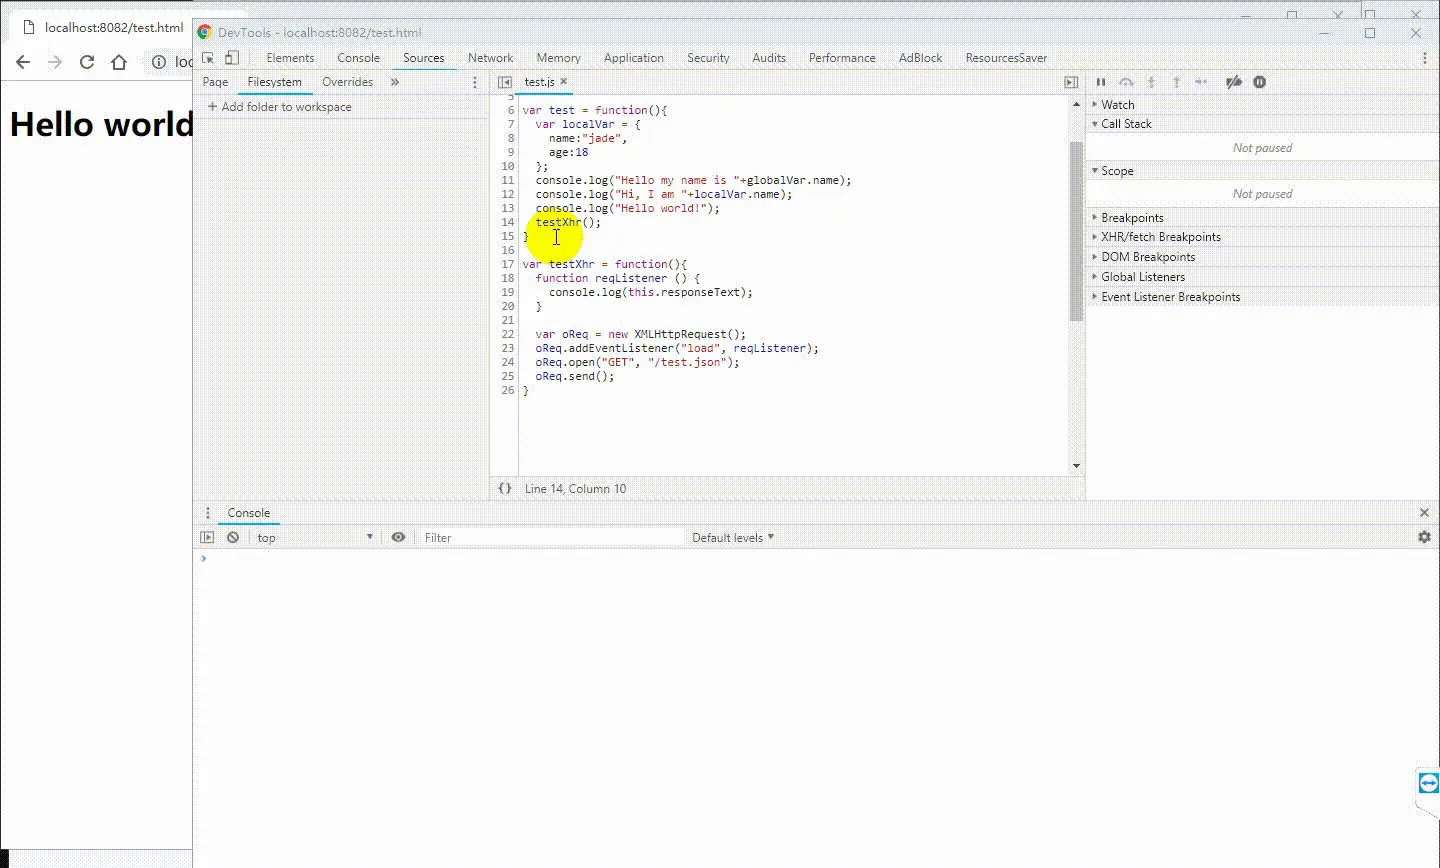 localhost:8082/test.html
DevTools - localhost:8082/test.html
loc
Elements Console Sources Network Memory Application Security Audits Performance AdBlock ResourcesSaver
Page Filesystem Overrides »
test.js ×
+ Add folder to workspace
Hello world
5
6 var test = function(){
7 var localVar = {
8 name:"jade",
9 age:18
10 };
11 console.log("Hello my name is "+globalVar.name);
12 console.log("Hi, I am "+localVar.name);
13 console.log("Hello world!");
14 testXhr();
15 }
16
17 var testXhr = function(){
18 function reqListener () {
19 console.log(this.responseText);
20 }
21
22 var oReq = new XMLHttpRequest();
23 oReq.addEventListener("load", reqListener);
24 oReq.open("GET", "/test.json");
25 oReq.send();
26 }
{} Line 14, Column 10
Watch
Call Stack
Not paused
Scope
Not paused
Breakpoints
XHR/fetch Breakpoints
DOM Breakpoints
Global Listeners
Event Listener Breakpoints
Console
top Filter Default levels